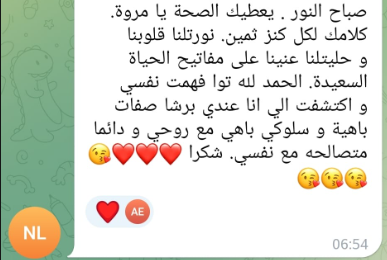 صباح النور . يعطيك الصحة يا مروة.
كلامك لكل كنز ثمين. نورتلنا قلوبنا
و حليتلنا عنينا على مفاتيح الحياة
السعيدة. الحمد لله توا فهمت نفسي
و اكتشفت الي انا عندي برشا صفات
باهية و سلوكي باهي مع روحي و دائما
متصالحه مع نفسي. شكرا ❤️❤️❤️😘
😘😘😘
❤️ AE
NL
06:54